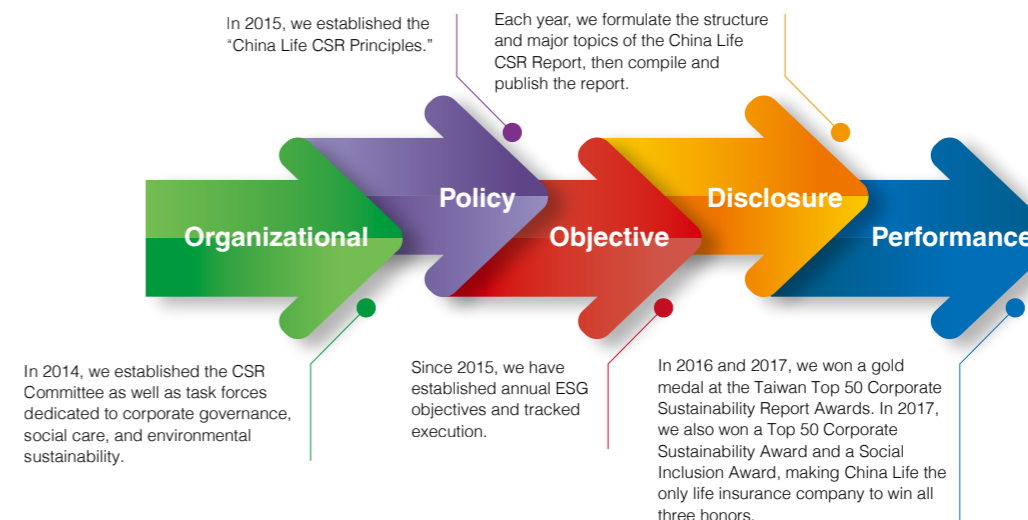 In 2015, we established the
“China Life CSR Principles.”
Each year, we formulate the structure
and major topics of the China Life
CSR Report, then compile and
publish the report.
Organizational
Policy
Objective
Disclosure
Performance
In 2014, we established the CSR
Committee as well as task forces
dedicated to corporate governance,
social care, and environmental
sustainability.
Since 2015, we have
established annual ESG
objectives and tracked
execution.
In 2016 and 2017, we won a gold
medal at the Taiwan Top 50 Corporate
Sustainability Report Awards. In 2017,
we also won a Top 50 Corporate
Sustainability Award and a Social
Inclusion Award, making China Life the
only life insurance company to win all
three honors.